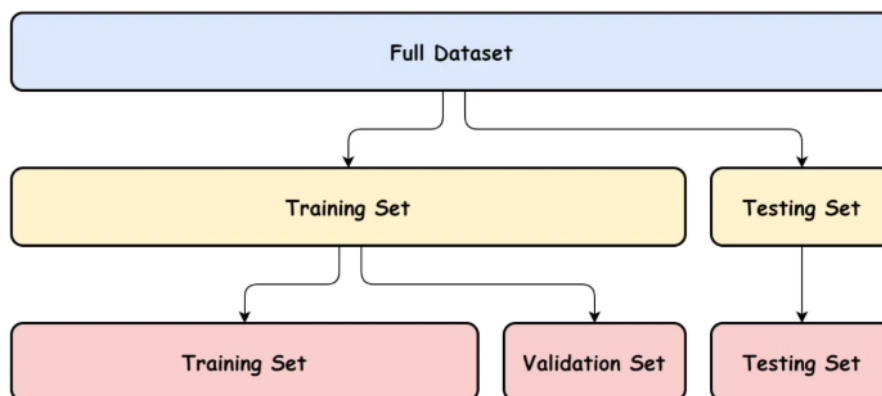 Full Dataset
Training Set
Testing Set
Training Set
Validation Set
Testing Set